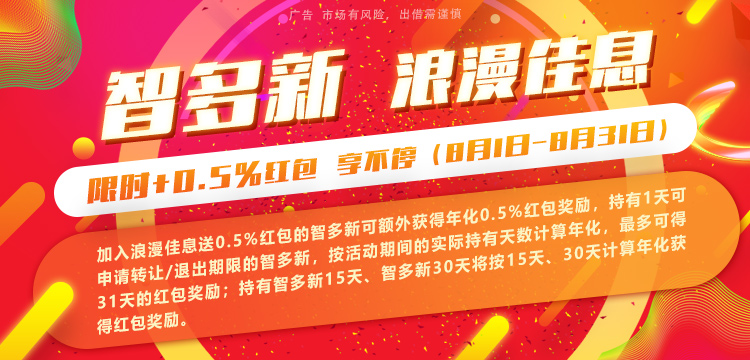 广告 市场有风险，出借需谨慎
智多新 浪漫佳息
限时+0.5%红包 享不停（8月1日-8月31日）
加入浪漫佳息送0.5%红包的智多新可额外获得年化0.5%红包奖励，持有1天可
申请转让/退出期限的智多新，按活动期间的实际持有天数计算年化，最多可得
31天的红包奖励；持有智多新15天、智多新30天将按15天、30天计算年化获
得红包奖励。